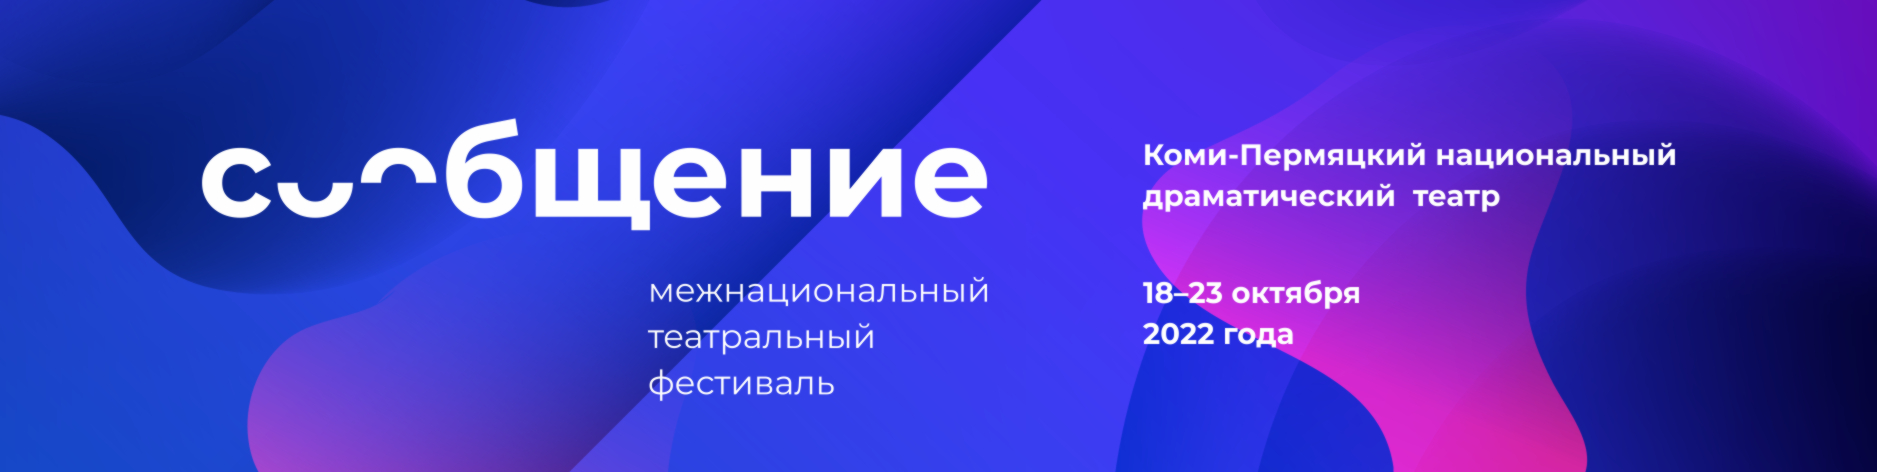 сообщение
межнациональный
театральный
фестиваль
Коми-Пермяцкий национальный
драматический театр
18–23 октября
2022 года